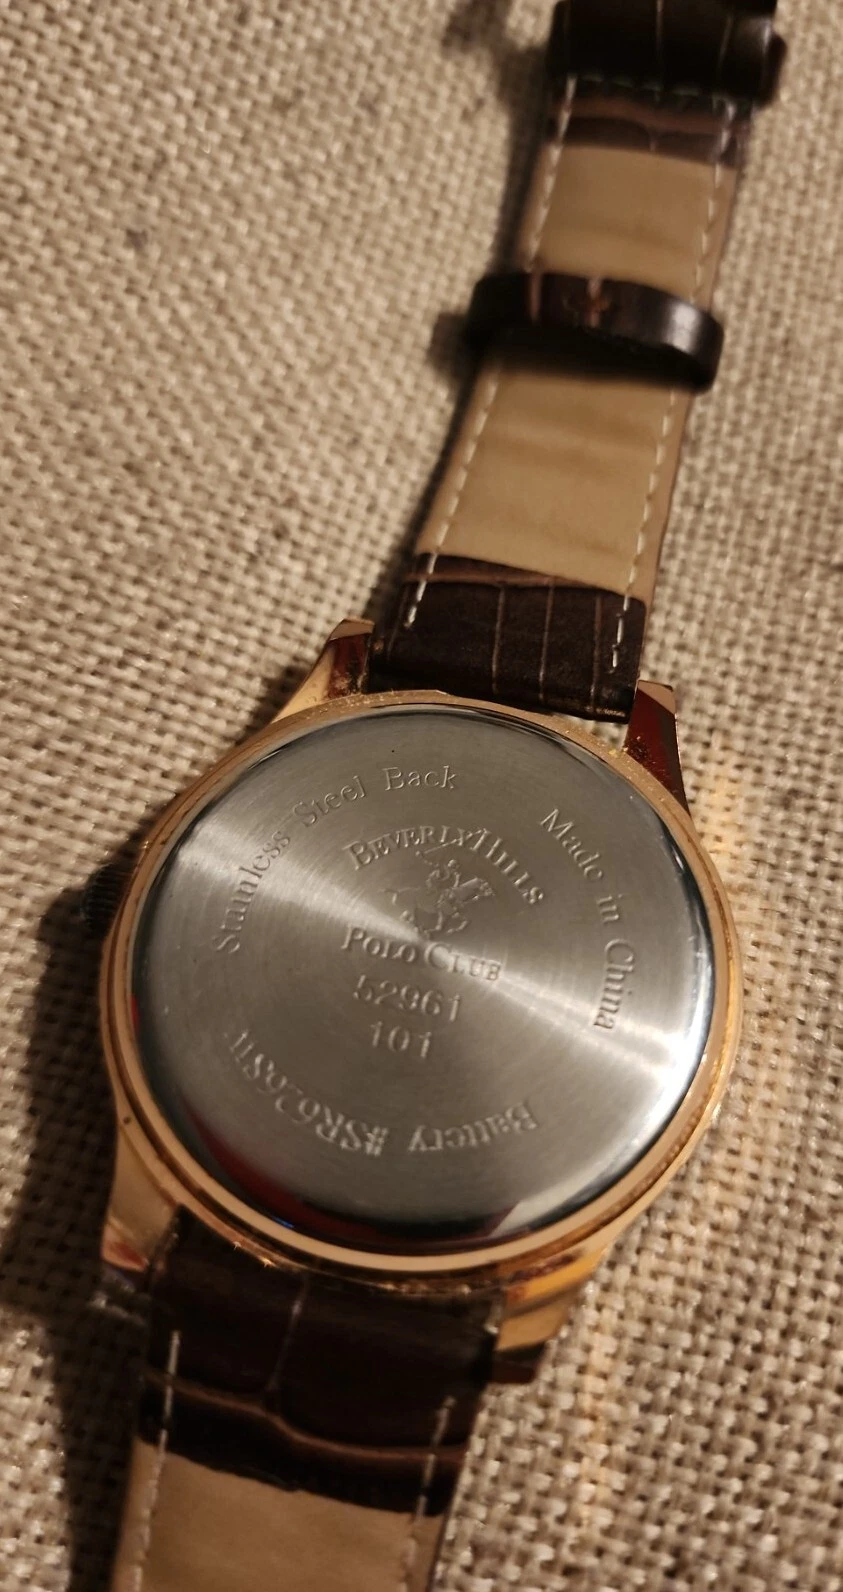 Stainless Steel Back
Made in China
BEVERLY HILLS
POLO CLUB
52961
101
Battery #SR626SW